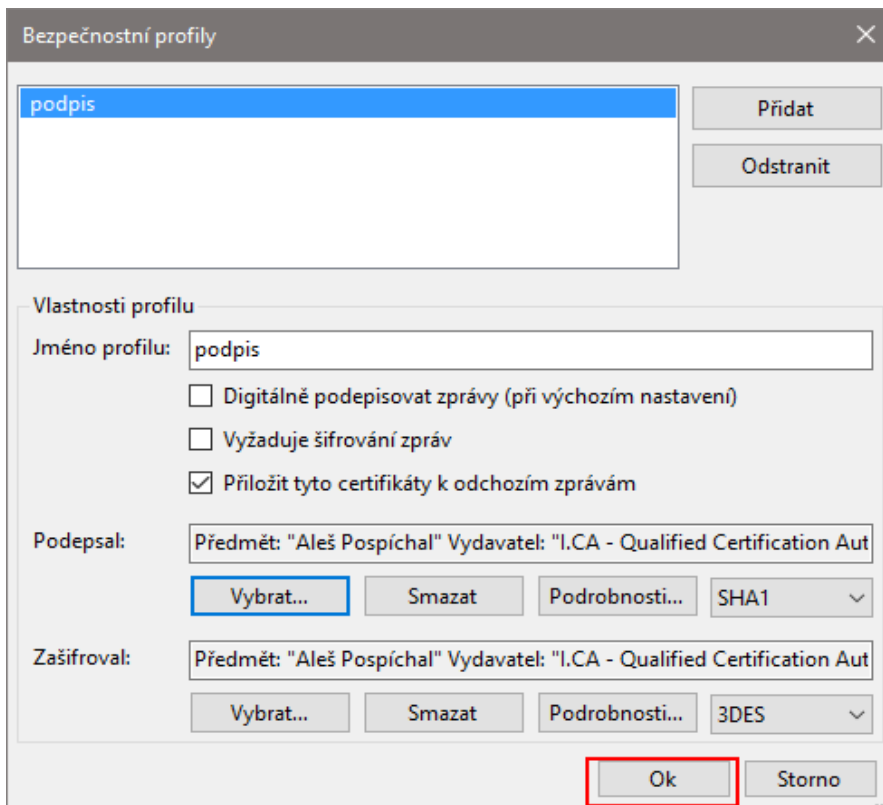 Bezpečnostní profily
podpis
Přidat
Odstranit
Vlastnosti profilu
Jméno profilu: podpis
Digitálně podepisovat zprávy (při výchozím nastavení)
Vyžaduje šifrování zpráv
Přiložit tyto certifikáty k odchozím zprávám
Podepsal: Předmět: "Aleš Pospíchal" Vydavatel: "I.CA - Qualified Certification Aut
Vybrat... Smazat Podrobnosti... SHA1
Zašifroval: Předmět: "Aleš Pospíchal" Vydavatel: "I.CA - Qualified Certification Aut
Vybrat... Smazat Podrobnosti... 3DES
Ok Storno